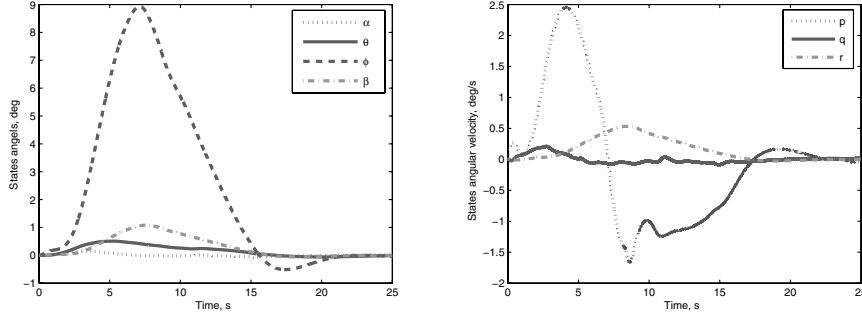 9
8
7
6
5
4
3
2
1
0
−1
States angels, deg
0 5 10 15 20 25
Time, s
α
θ
ϕ
β
2.5
2
1.5
1
0.5
0
−0.5
−1
−1.5
−2
States angular velocity, deg/s
0 5 10 15 20 25
Time, s
p
q
r